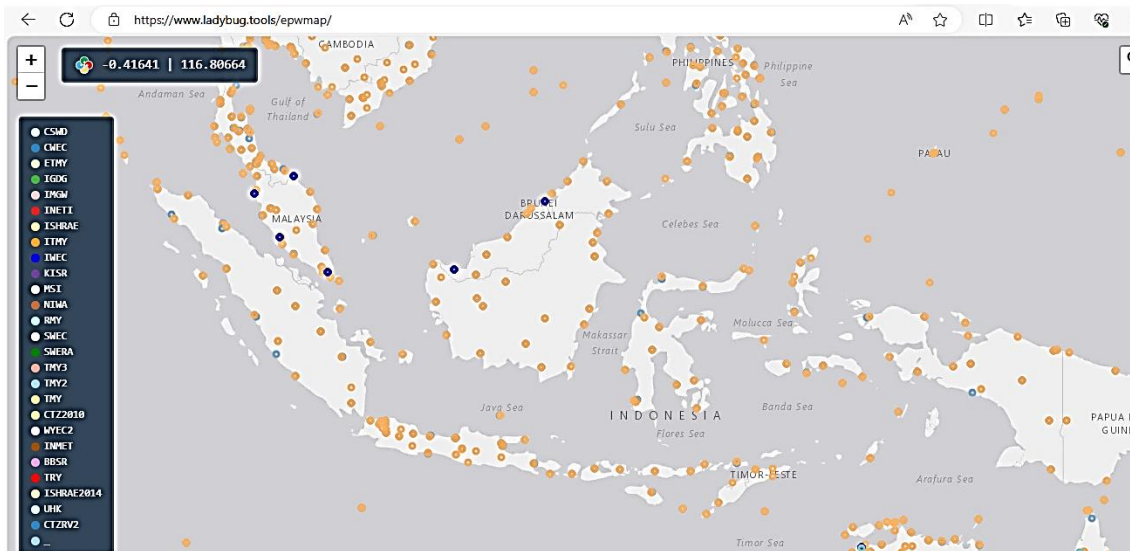 https://www.ladybug.tools/epwmap/
+
-0.41641 | 116.80664
−
CAMBODIA
Andaman Sea
Gulf of
Thailand
PHILIPPINES
Philippine
Sea
Sulu Sea
PALAU
BRUNEI
DARUSSALAM
MALAYSIA
Celebes Sea
Makassar
Strait
Molucca Sea
Java Sea
INDONESIA
Banda Sea
Flores Sea
PAPUA
GUIN
TIMOR-LESTE
Arafura Sea
Timor Sea
CSWD
CWEC
ETMY
IGDG
IMGW
INETI
ISHRAE
ITMY
IWEC
KISR
MSI
NIWA
RMY
SWEC
SWERA
TMY3
TMY2
TMY
CTZ2010
WYEC2
INMET
BBSR
TRY
ISHRAE2014
UHK
CTZRV2
_